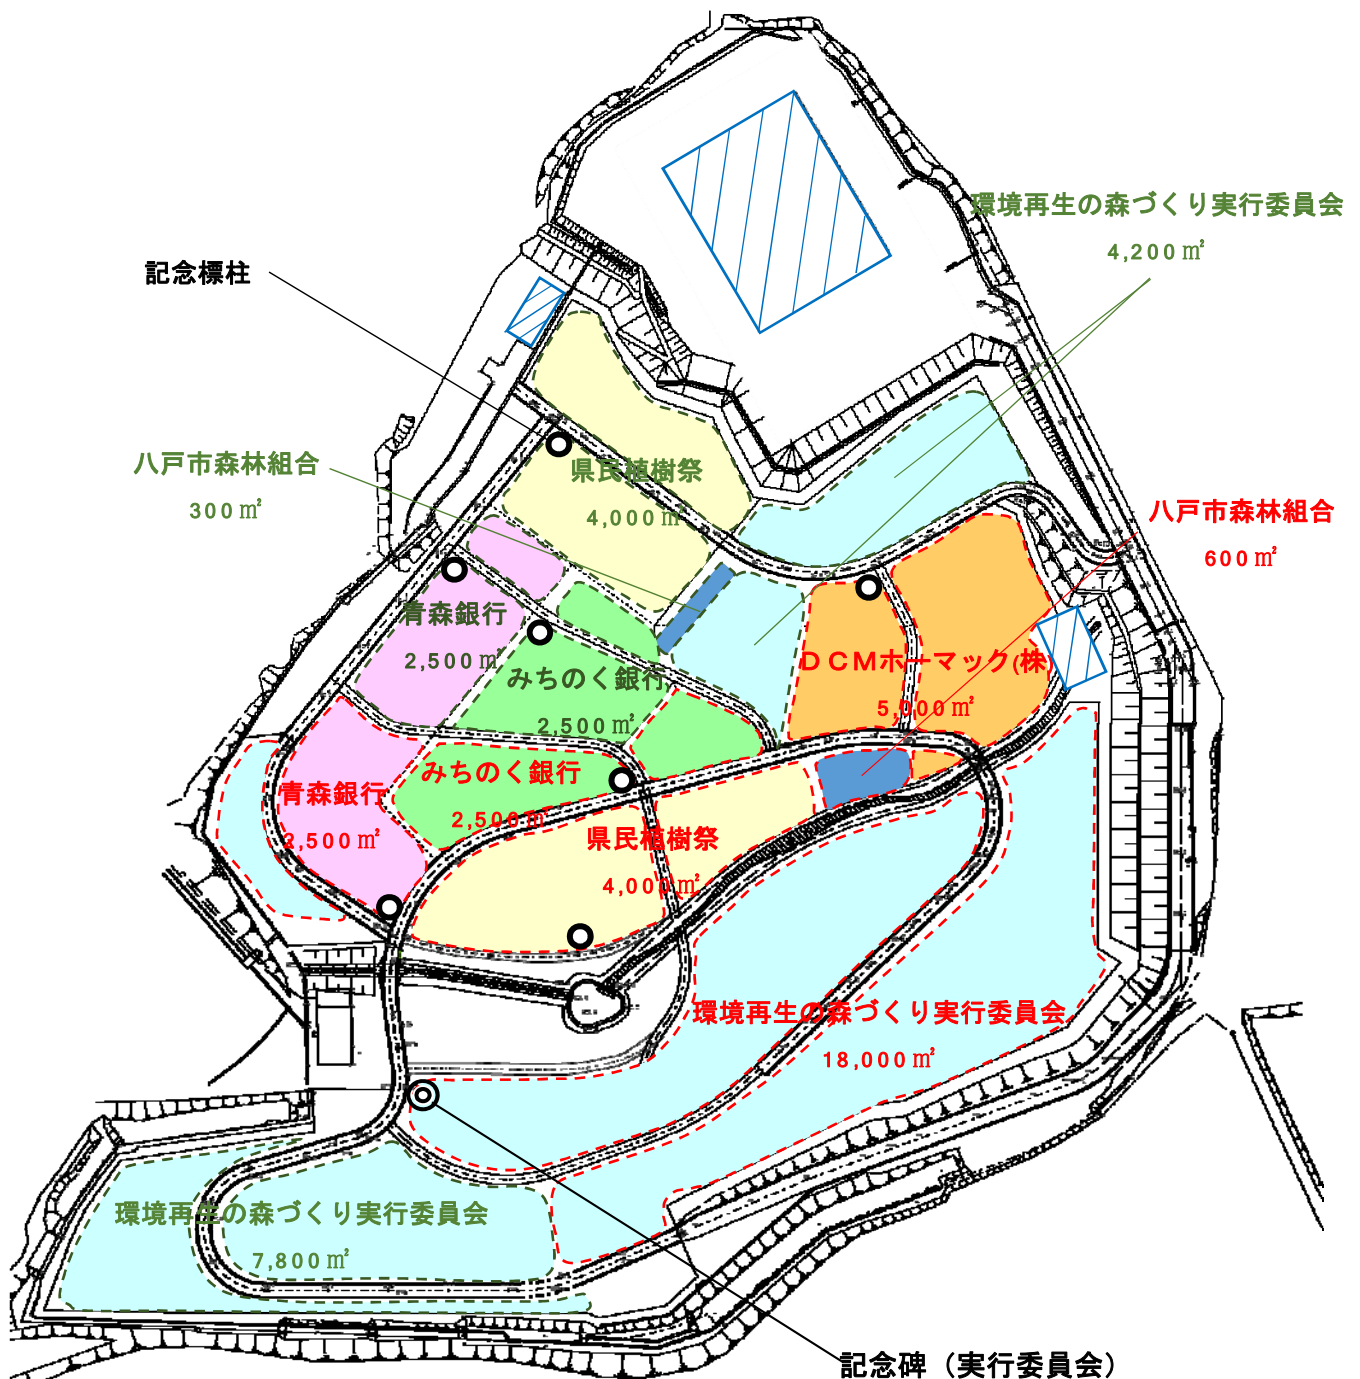 環境再生の森づくり実行委員会
4,200㎡
記念標柱
八戸市森林組合
300㎡
県民植樹祭
4,000㎡
八戸市森林組合
600㎡
青森銀行
2,500㎡
みちのく銀行
2,500㎡
ＤＣＭホーマック(株)
5,000㎡
青森銀行
2,500㎡
みちのく銀行
2,500㎡
県民植樹祭
4,000㎡
環境再生の森づくり実行委員会
18,000㎡
環境再生の森づくり実行委員会
7,800㎡
記念碑（実行委員会）